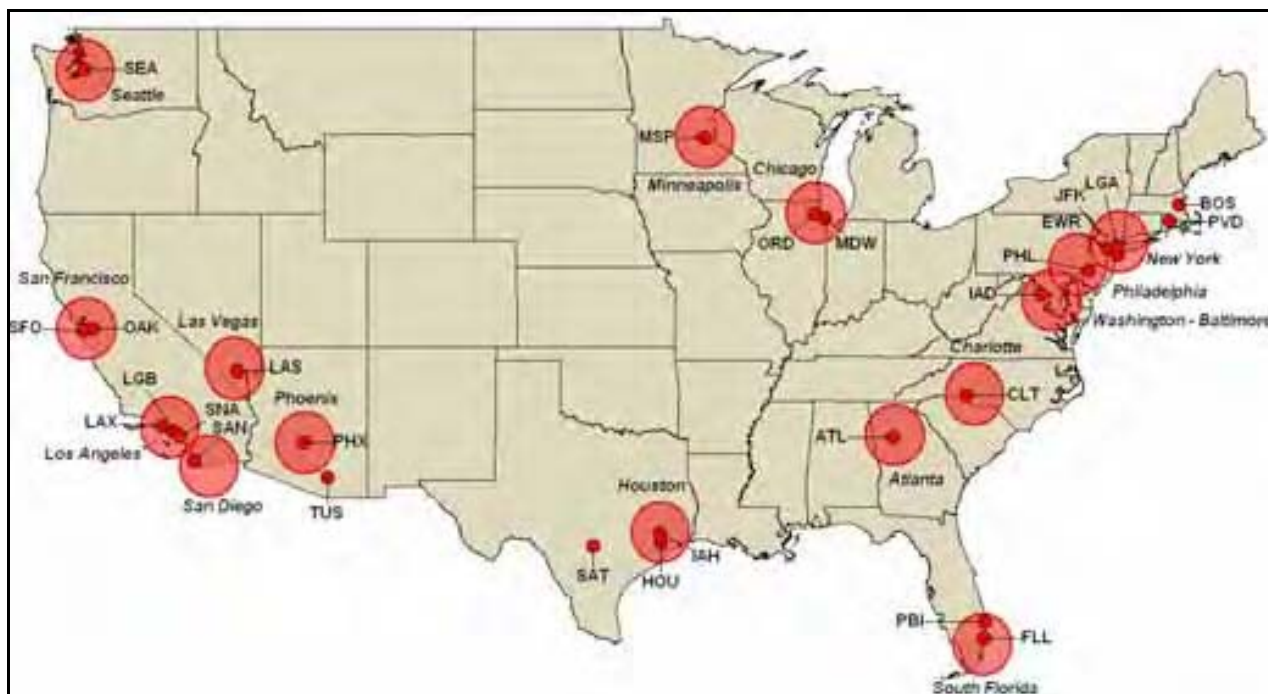 SEA
Seattle
MSP
Minneapolis
Chicago
ORD
MDW
LGA
JFK
EWR
BOS
PVD
PHL
New York
IAD
Philadelphia
Washington - Baltimore
San Francisco
SFO
OAK
Las Vegas
LAS
LGB
SNA
SAN
LAX
Los Angeles
San Diego
Phoenis
PHX
TUS
Charlotte
CLT
ATL
Atlanta
Houston
IAH
HOU
SAT
PBI
FLL
South Florida